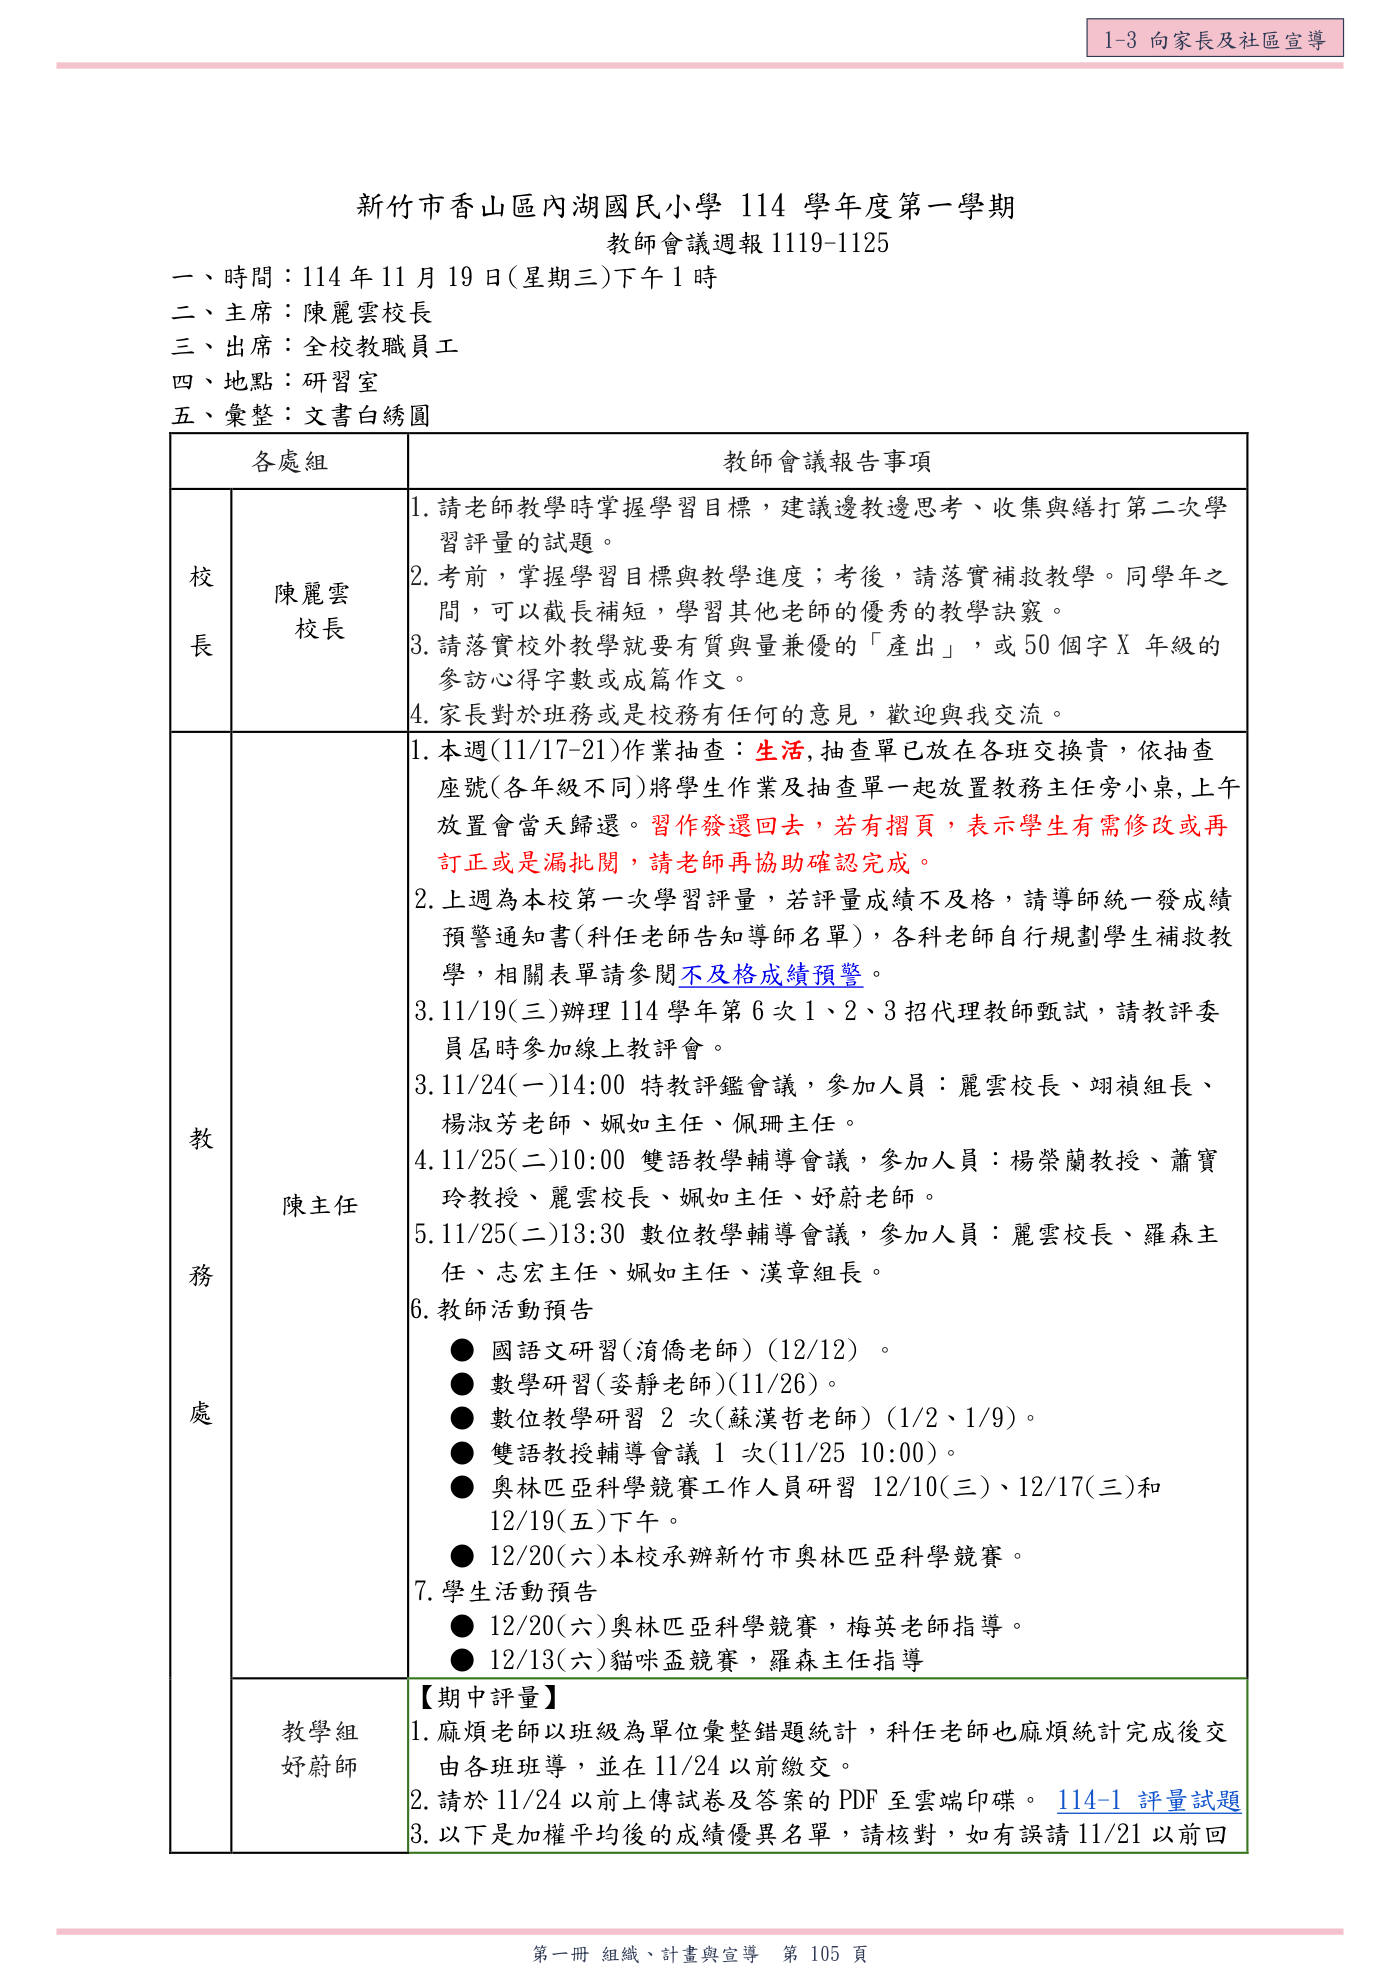 1-3 向家長及社區宣導
新竹市香山區內湖國民小學 114 學年度第一學期
教師會議週報 1119-1125
一、時間：114 年 11 月 19 日(星期三)下午 1 時
二、主席：陳麗雲校長
三、出席：全校教職員工
四、地點：研習室
五、彙整：文書白綉圓
各處組 教師會議報告事項
校長
陳麗雲
校長
1. 請老師教學時掌握學習目標，建議邊教邊思考、收集與繕打第二次學
習評量的試題。
2. 考前，掌握學習目標與教學進度；考後，請落實補救教學。同學年之
間，可以截長補短，學習其他老師的優秀的教學訣竅。
3. 請落實校外教學就要有質與量兼優的「產出」，或 50 個字 X 年級的
參訪心得字數或成篇作文。
4. 家長對於班務或是校務有任何的意見，歡迎與我交流。
教務處
陳主任
1. 本週(11/17-21)作業抽查：生活,抽查單已放在各班交換貴，依抽查
座號(各年級不同)將學生作業及抽查單一起放置教務主任旁小桌,上午
放置會當天歸還。習作發還回去，若有摺頁，表示學生有需修改或再
訂正或是漏批閱，請老師再協助確認完成。
2. 上週為本校第一次學習評量，若評量成績不及格，請導師統一發成績
預警通知書(科任老師告知導師名單)，各科老師自行規劃學生補救教
學，相關表單請參閱不及格成績預警。
3. 11/19(三)辦理 114 學年第 6 次 1、2、3 招代理教師甄試，請教評委
員屆時參加線上教評會。
3. 11/24(一)14:00 特教評鑑會議，參加人員：麗雲校長、翊禎組長、
楊淑芳老師、姵如主任、佩珊主任。
4. 11/25(二)10:00 雙語教學輔導會議，參加人員：楊榮蘭教授、蕭寶
玲教授、麗雲校長、姵如主任、妤蔚老師。
5. 11/25(二)13:30 數位教學輔導會議，參加人員：麗雲校長、羅森主
任、志宏主任、姵如主任、漢章組長。
6. 教師活動預告
● 國語文研習(淯僑老師) (12/12) 。
● 數學研習(姿靜老師)(11/26)。
● 數位教學研習 2 次(蘇漢哲老師) (1/2、1/9)。
● 雙語教授輔導會議 1 次(11/25 10:00)。
● 奧林匹亞科學競賽工作人員研習 12/10(三)、12/17(三)和
12/19(五)下午。
● 12/20(六)本校承辦新竹市奧林匹亞科學競賽。
7. 學生活動預告
● 12/20(六)奧林匹亞科學競賽，梅英老師指導。
● 12/13(六)貓咪盃競賽，羅森主任指導
教學組
妤蔚師
【期中評量】
1. 麻煩老師以班級為單位彙整錯題統計，科任老師也麻煩統計完成後交
由各班班導，並在 11/24 以前繳交。
2. 請於 11/24 以前上傳試卷及答案的 PDF 至雲端印碟。 114-1 評量試題
3. 以下是加權平均後的成績優異名單，請核對，如有誤請 11/21 以前回
第一冊 組織、計畫與宣導 第 105 頁